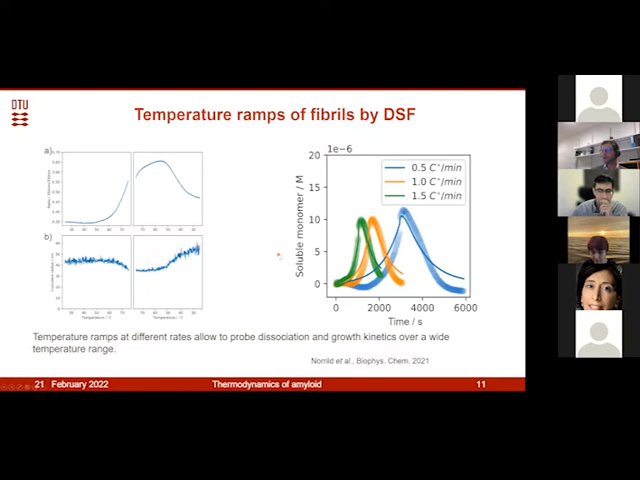 DTU
Temperature ramps of fibrils by DSF
a)
b)
Temperature / °C
Temperature / °C
1e−6
20
15
10
5
0
Soluble monomer / M
0.5 C°/min
1.0 C°/min
1.5 C°/min
0
2000
4000
6000
Time / s
Temperature ramps at different rates allow to probe dissociation and growth kinetics over a wide
temperature range.
Norrild et al., Biophys. Chem. 2021
21 February 2022
Thermodynamics of amyloid
11